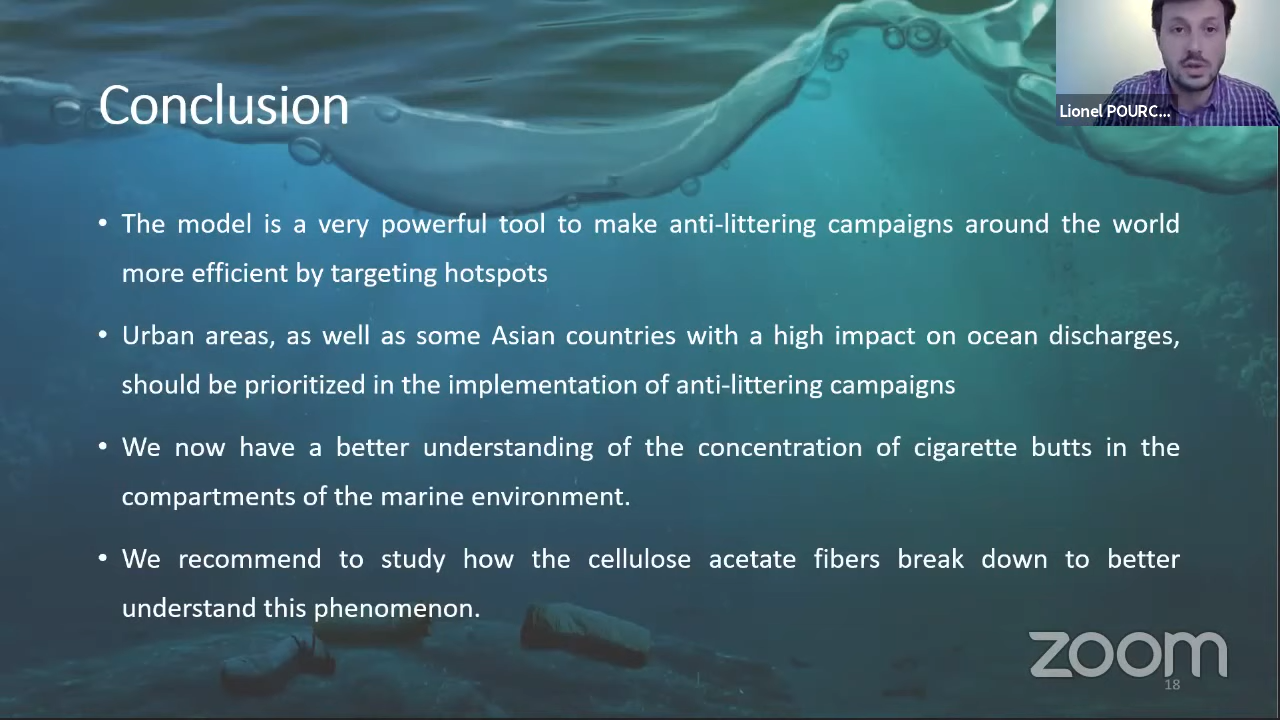 Conclusion
Lionel POURC...
• The model is a very powerful tool to make anti-littering campaigns around the world
more efficient by targeting hotspots
• Urban areas, as well as some Asian countries with a high impact on ocean discharges,
should be prioritized in the implementation of anti-littering campaigns
• We now have a better understanding of the concentration of cigarette butts in the
compartments of the marine environment.
• We recommend to study how the cellulose acetate fibers break down to better
understand this phenomenon.
zoom
18